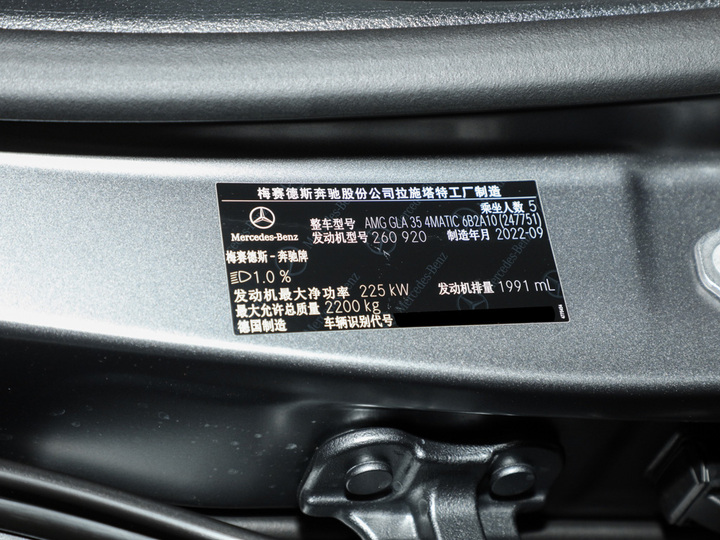 梅赛德斯奔驰股份公司拉施塔特工厂制造
乘坐人数 5
Mercedes-Benz
整车型号 AMG GLA 35 4MATIC 6B2A10(247751)
发动机型号 260 920 制造年月 2022-09
梅赛德斯-奔驰牌
1.0 %
发动机最大净功率 225 kW 发动机排量 1991 mL
最大允许总质量 2200 kg
德国制造 车辆识别代号